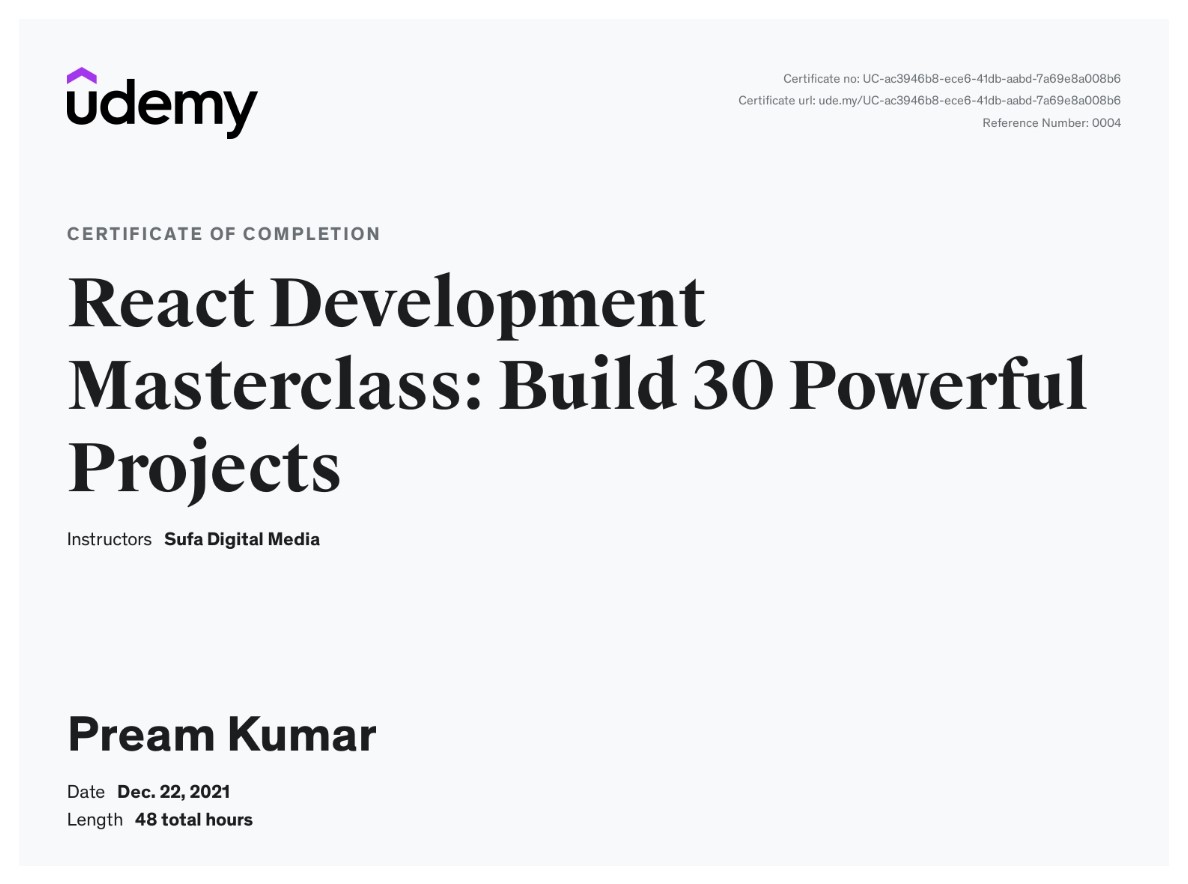 udemy
Certificate no: UC-ac3946b8-ece6-41db-aabd-7a69e8a008b6
Certificate url: ude.my/UC-ac3946b8-ece6-41db-aabd-7a69e8a008b6
Reference Number: 0004
CERTIFICATE OF COMPLETION
React Development
Masterclass: Build 30 Powerful
Projects
Instructors Sufa Digital Media
Pream Kumar
Date Dec. 22, 2021
Length 48 total hours